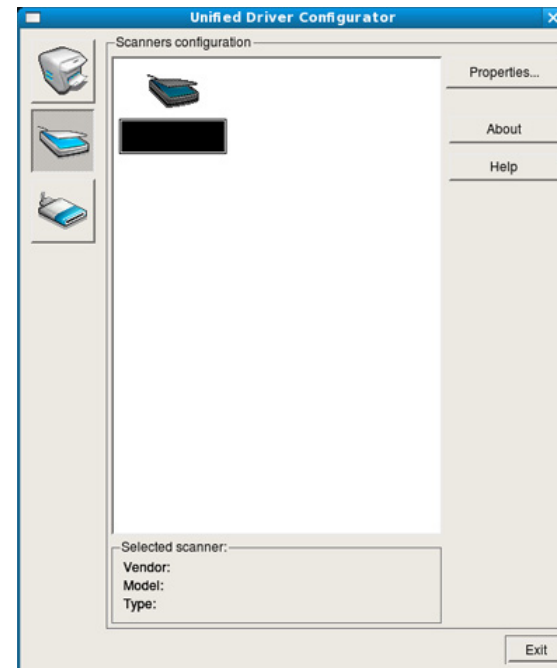 Unified Driver Configurator
Scanners configuration
Properties...
About
Help
Selected scanner:
Vendor:
Model:
Type:
Exit